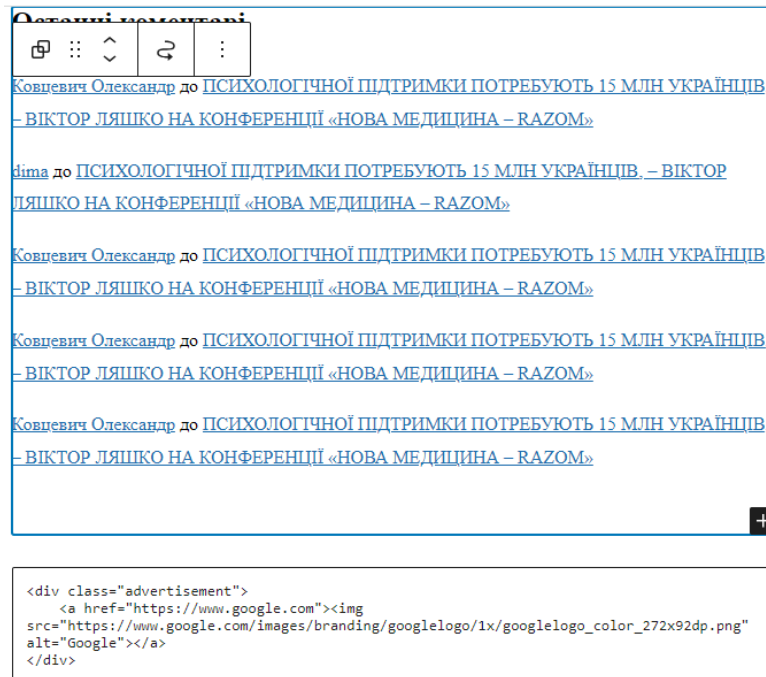 Останні коментарі
Ковцевич Олександр до ПСИХОЛОГІЧНОЇ ПІДТРИМКИ ПОТРЕБУЮТЬ 15 МЛН УКРАЇНЦІВ
– ВІКТОР ЛЯШКО НА КОНФЕРЕНЦІЇ «НОВА МЕДИЦИНА – RAZOM»
dima до ПСИХОЛОГІЧНОЇ ПІДТРИМКИ ПОТРЕБУЮТЬ 15 МЛН УКРАЇНЦІВ, – ВІКТОР
ЛЯШКО НА КОНФЕРЕНЦІЇ «НОВА МЕДИЦИНА – RAZOM»
Ковцевич Олександр до ПСИХОЛОГІЧНОЇ ПІДТРИМКИ ПОТРЕБУЮТЬ 15 МЛН УКРАЇНЦІВ
– ВІКТОР ЛЯШКО НА КОНФЕРЕНЦІЇ «НОВА МЕДИЦИНА – RAZOM»
Ковцевич Олександр до ПСИХОЛОГІЧНОЇ ПІДТРИМКИ ПОТРЕБУЮТЬ 15 МЛН УКРАЇНЦІВ
– ВІКТОР ЛЯШКО НА КОНФЕРЕНЦІЇ «НОВА МЕДИЦИНА – RAZOM»
Ковцевич Олександр до ПСИХОЛОГІЧНОЇ ПІДТРИМКИ ПОТРЕБУЮТЬ 15 МЛН УКРАЇНЦІВ
– ВІКТОР ЛЯШКО НА КОНФЕРЕНЦІЇ «НОВА МЕДИЦИНА – RAZOM»
<div class="advertisement">
<a href="https://www.google.com"><img
src="https://www.google.com/images/branding/googlelogo/1x/googlelogo_color_272x92dp.png"
alt="Google"></a>
</div>